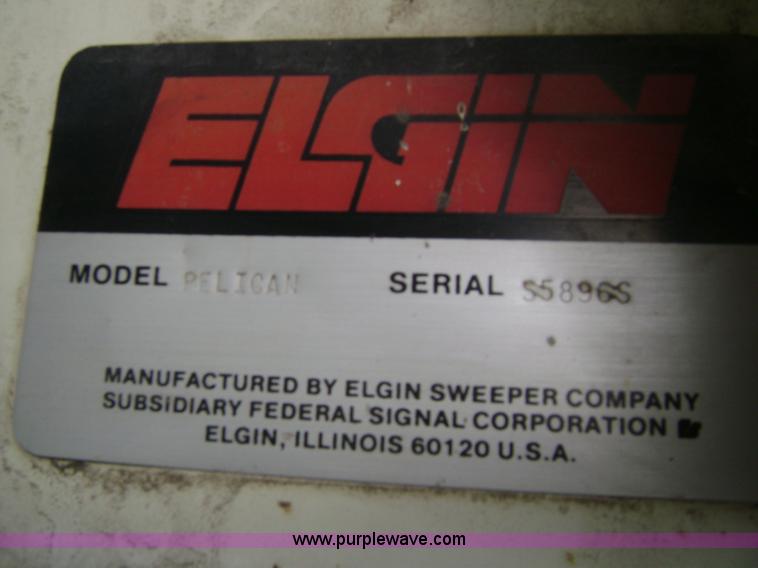 ELGiN
MODEL PELICAN SERIAL S5896S
MANUFACTURED BY ELGIN SWEEPER COMPANY
SUBSiDIARY FEDERAL SIGNAL CORPORATION
ELGIN, ILLINOIS 60120 U.S.A.
www.purplewave.com